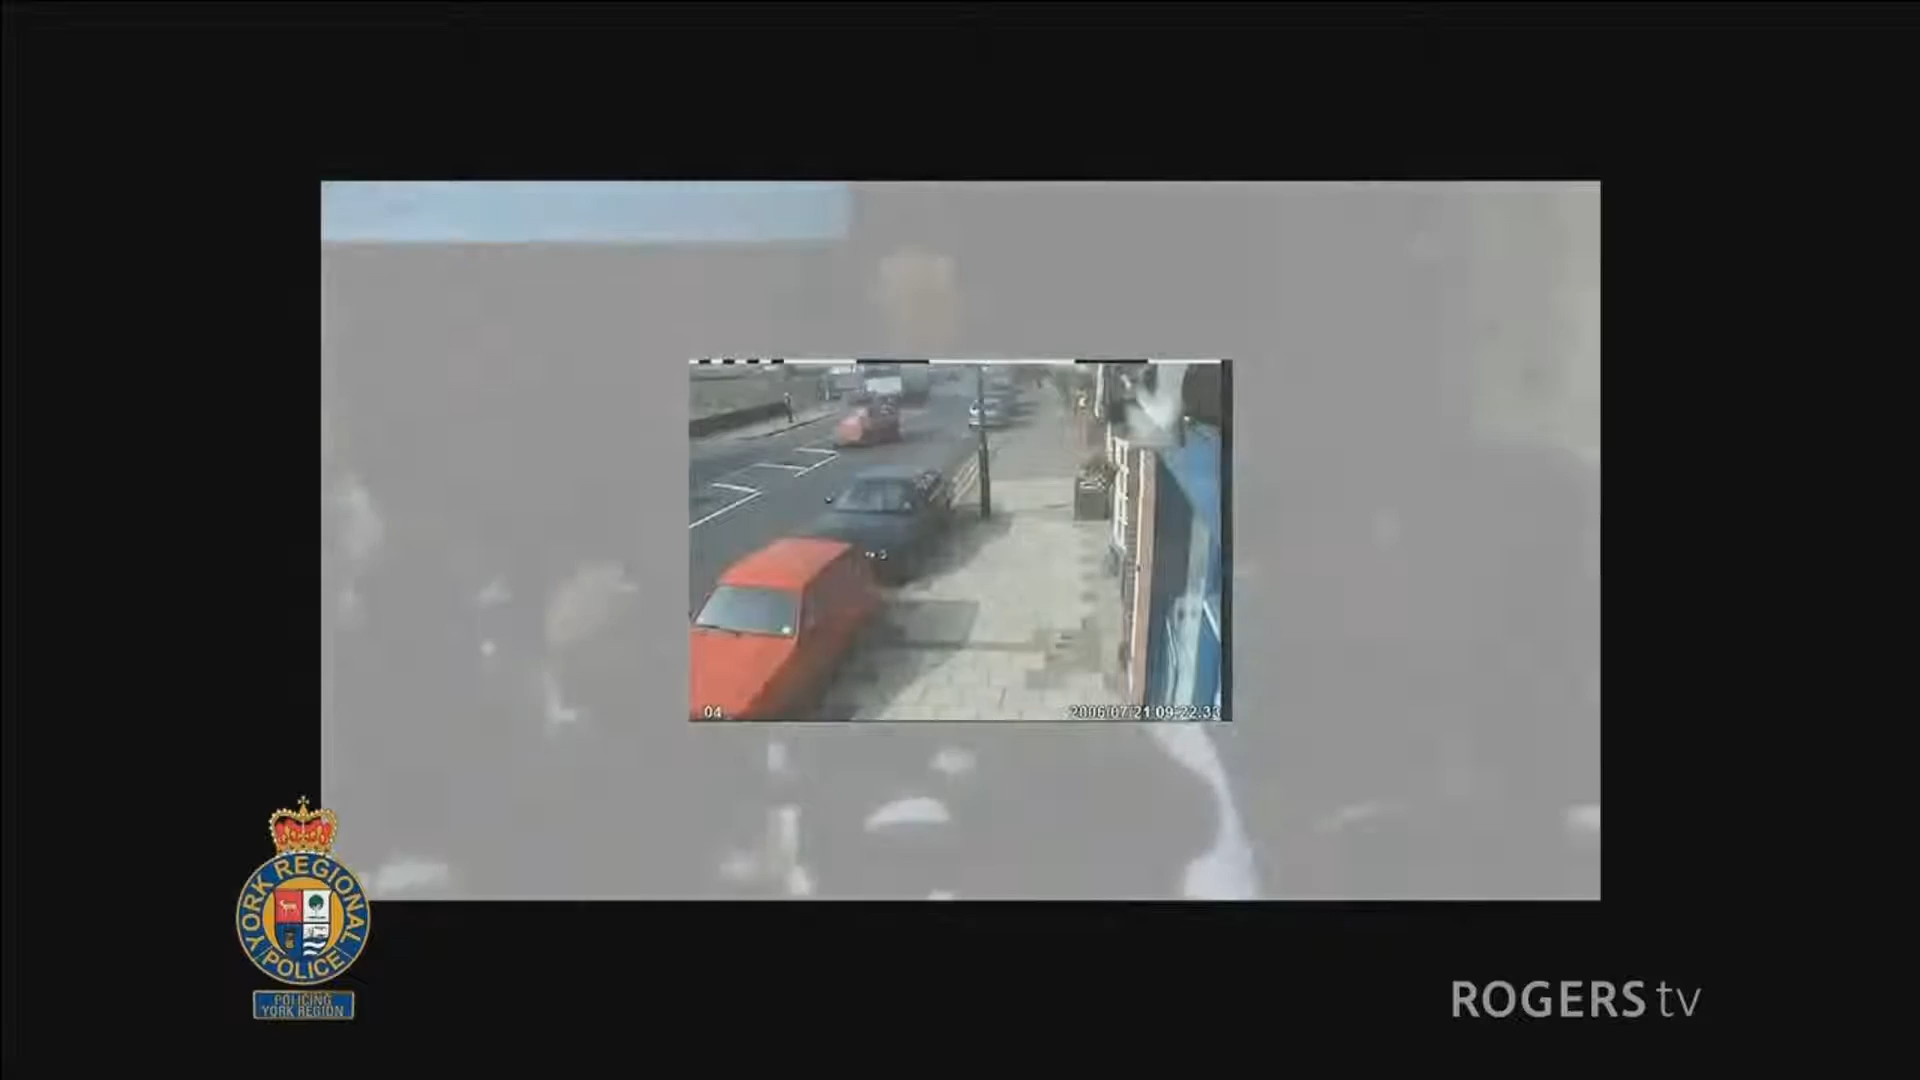 04
2006/07/21 09:22:33
YORK REGIONAL
POLICE
POLICING
YORK REGION
ROGERS tv